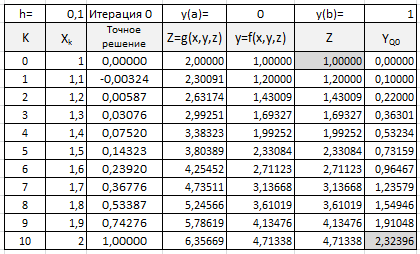 h= 0,1 Итерация 0 y(a)= 0 y(b)= 1
K Xk Точное решение Z=g(x,y,z) y=f(x,y,z) Z YQ0
0 1 0,00000 2,00000 1,00000 1,00000 0,00000
1 1,1 -0,00324 2,30091 1,20000 1,20000 0,10000
2 1,2 0,00587 2,63174 1,43009 1,43009 0,22000
3 1,3 0,03076 2,99251 1,69327 1,69327 0,36301
4 1,4 0,07520 3,38323 1,99252 1,99252 0,53234
5 1,5 0,14323 3,80389 2,33084 2,33084 0,73159
6 1,6 0,23920 4,25452 2,71123 2,71123 0,96467
7 1,7 0,36776 4,73511 3,13668 3,13668 1,23579
8 1,8 0,53387 5,24566 3,61019 3,61019 1,54946
9 1,9 0,74276 5,78619 4,13476 4,13476 1,91048
10 2 1,00000 6,35669 4,71338 4,71338 2,32396